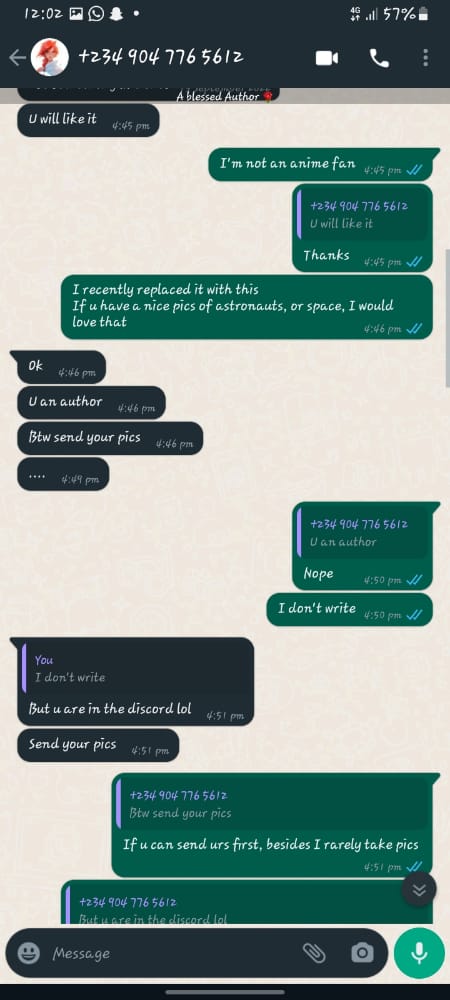 12:02
4G
57%
+234 904 776 5612
September 2022
A blessed Author
U will like it
4:45 pm
I'm not an anime fan
4:45 pm
+234 904 776 5612
U will like it
Thanks
4:45 pm
I recently replaced it with this
If u have a nice pics of astronauts, or space, I would
love that
4:46 pm
Ok
4:46 pm
U an author
4:46 pm
Btw send your pics
4:46 pm
....
4:49 pm
+234 904 776 5612
U an author
Nope
4:50 pm
I don't write
4:50 pm
You
I don't write
But u are in the discord lol
4:51 pm
Send your pics
4:51 pm
+234 904 776 5612
Btw send your pics
If u can send urs first, besides I rarely take pics
4:51 pm
+234 904 776 5612
But u are in the discord lol
Message